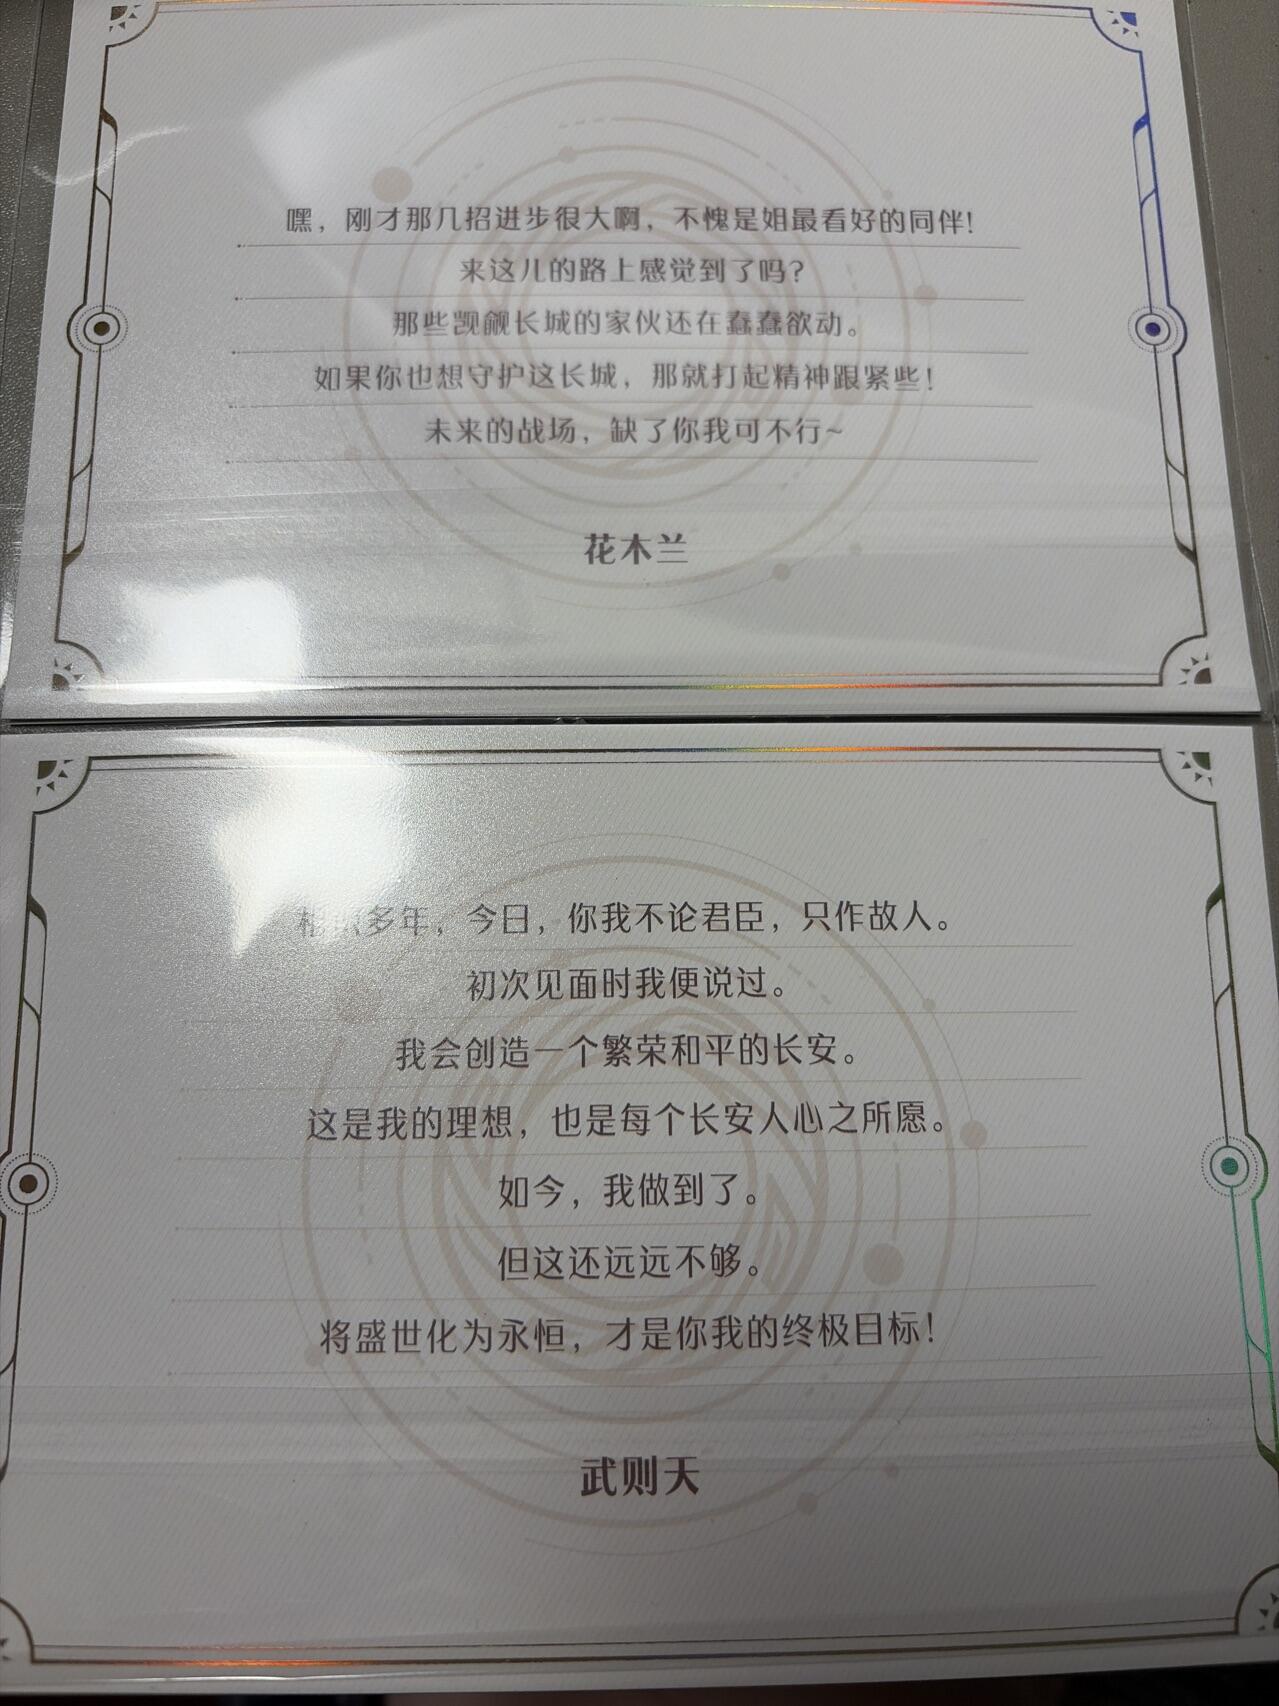 嘿，刚才那几招进步很大啊，不愧是姐最看好的同伴！
来这儿的路上感觉到了吗？
那些觊觎长城的家伙还在蠢蠢欲动。
如果你也想守护这长城，那就打起精神跟紧些！
未来的战场，缺了你我可不行~
花木兰
相识多年，今日，你我不论君臣，只作故人。
初次见面时我便说过。
我会创造一个繁荣和平的长安。
这是我的理想，也是每个长安人心之所愿。
如今，我做到了。
但这还远远不够。
将盛世化为永恒，才是你我的终极目标！
武则天